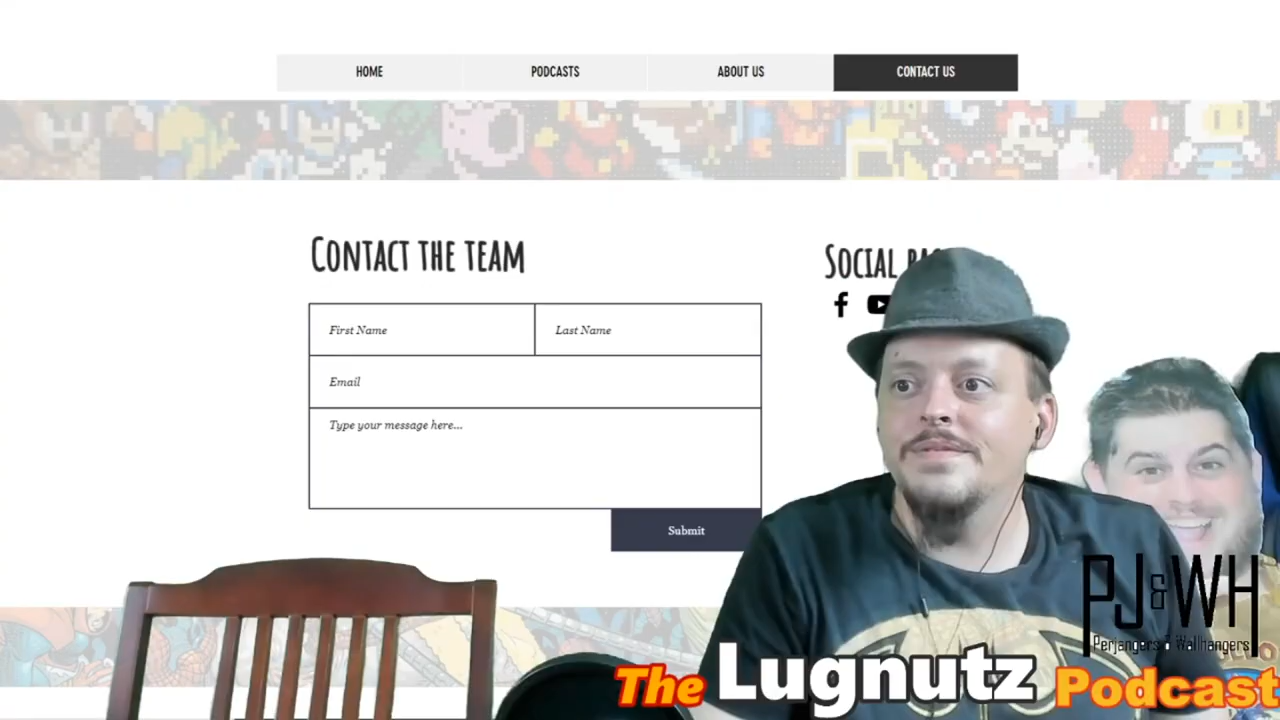 HOME
PODCASTS
ABOUT US
CONTACT US
CONTACT THE TEAM
SOCIAL
First Name
Last Name
Email
Type your message here...
Submit
PJ&WH
Perjangers & Wallhangers
The Lugnutz Podcast